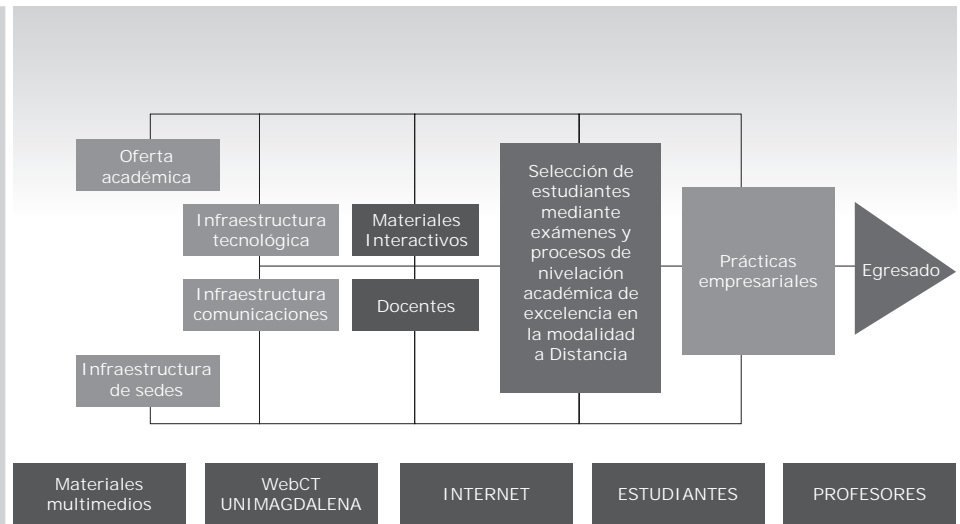 Oferta
académica
Infraestructura
tecnológica
Materiales
Interactivos
Infraestructura
comunicaciones
Docentes
Infraestructura
de sedes
Selección de
estudiantes
mediante
exámenes y
procesos de
nivelación
académica de
excelencia en
la modalidad
a Distancia
Prácticas
empresariales
Egresado
Materiales
multimedios
WebCT
UNIMAGDALENA
INTERNET
ESTUDIANTES
PROFESORES